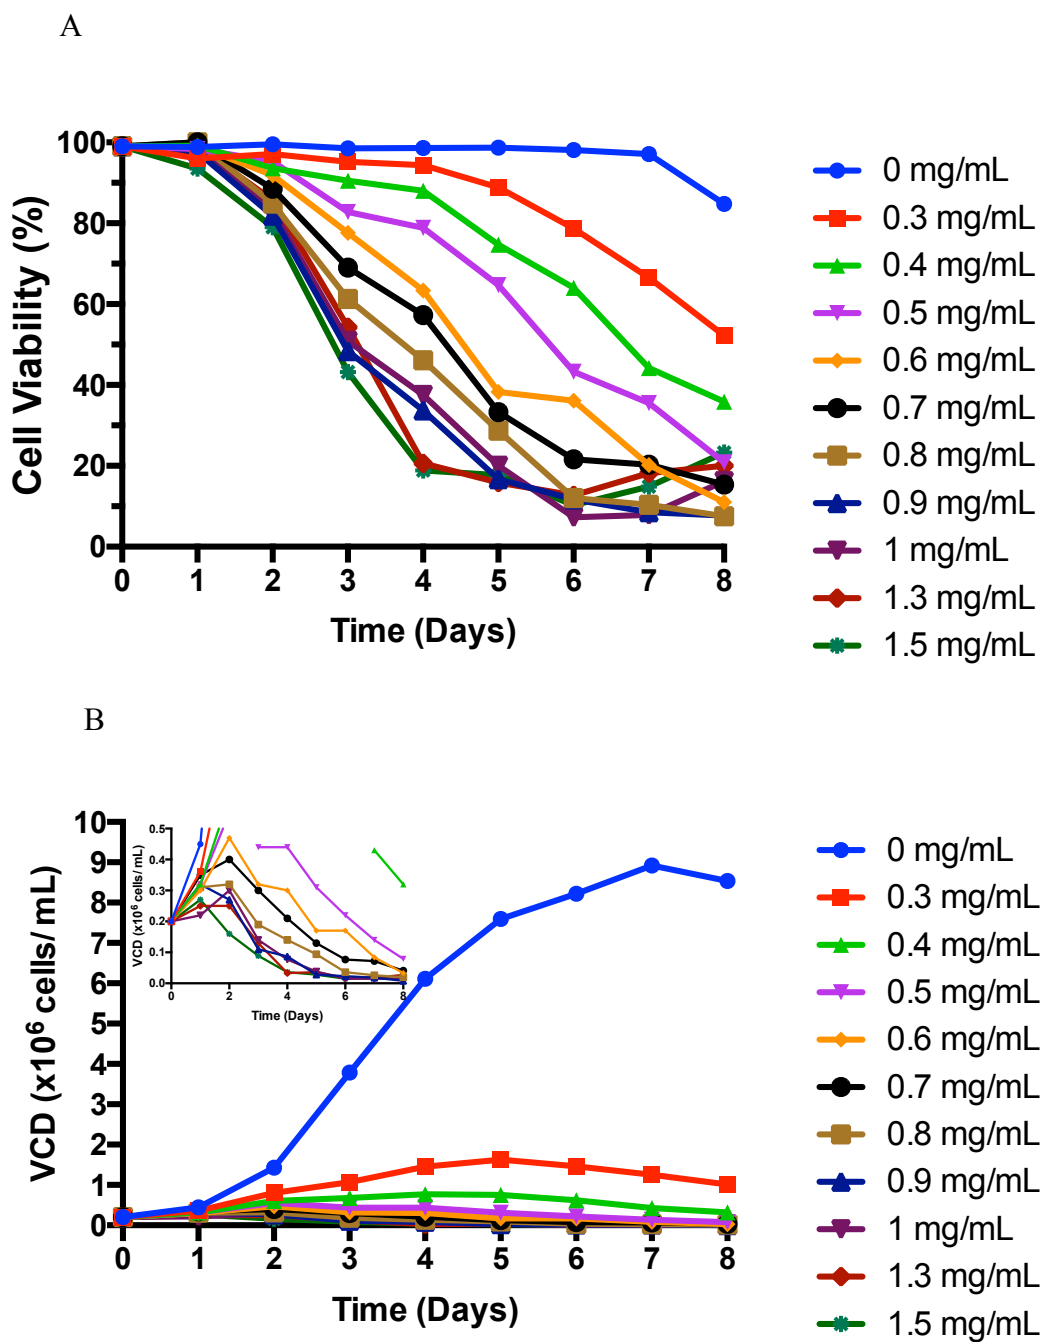 A
100
80
60
40
20
0
Cell Viability (%)
0 1 2 3 4 5 6 7 8
Time (Days)
0 mg/mL
0.3 mg/mL
0.4 mg/mL
0.5 mg/mL
0.6 mg/mL
0.7 mg/mL
0.8 mg/mL
0.9 mg/mL
1 mg/mL
1.3 mg/mL
1.5 mg/mL
B
10
9
8
7
6
5
4
3
2
1
0
VCD (x10⁶ cells/ mL)
0 1 2 3 4 5 6 7 8
Time (Days)
0.5
0.4
0.3
0.2
0.1
0.0
VCD (x10⁶ cells/ mL)
0 2 4 6 8
Time (Days)
0 mg/mL
0.3 mg/mL
0.4 mg/mL
0.5 mg/mL
0.6 mg/mL
0.7 mg/mL
0.8 mg/mL
0.9 mg/mL
1 mg/mL
1.3 mg/mL
1.5 mg/mL